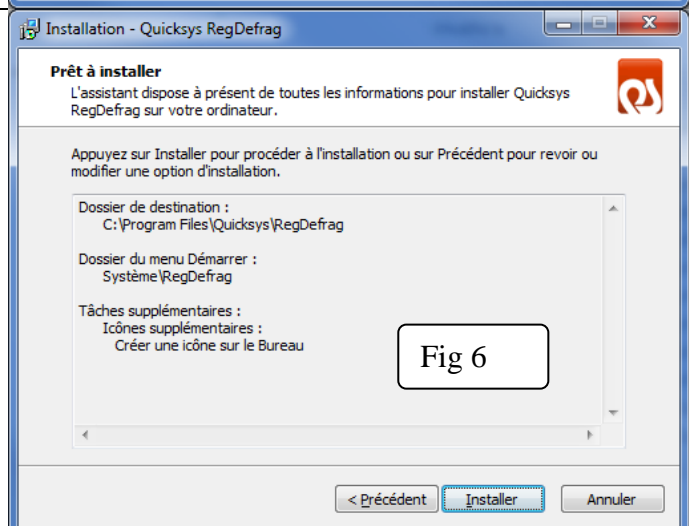 Installation - Quicksys RegDefrag
Prêt à installer
L'assistant dispose à présent de toutes les informations pour installer Quicksys
RegDefrag sur votre ordinateur.
Appuyez sur Installer pour procéder à l'installation ou sur Précédent pour revoir ou
modifier une option d'installation.
Dossier de destination :
C:\Program Files\Quicksys\RegDefrag
Dossier du menu Démarrer :
Système\RegDefrag
Tâches supplémentaires :
Icônes supplémentaires :
Créer une icône sur le Bureau
Fig 6
< Précédent
Installer
Annuler